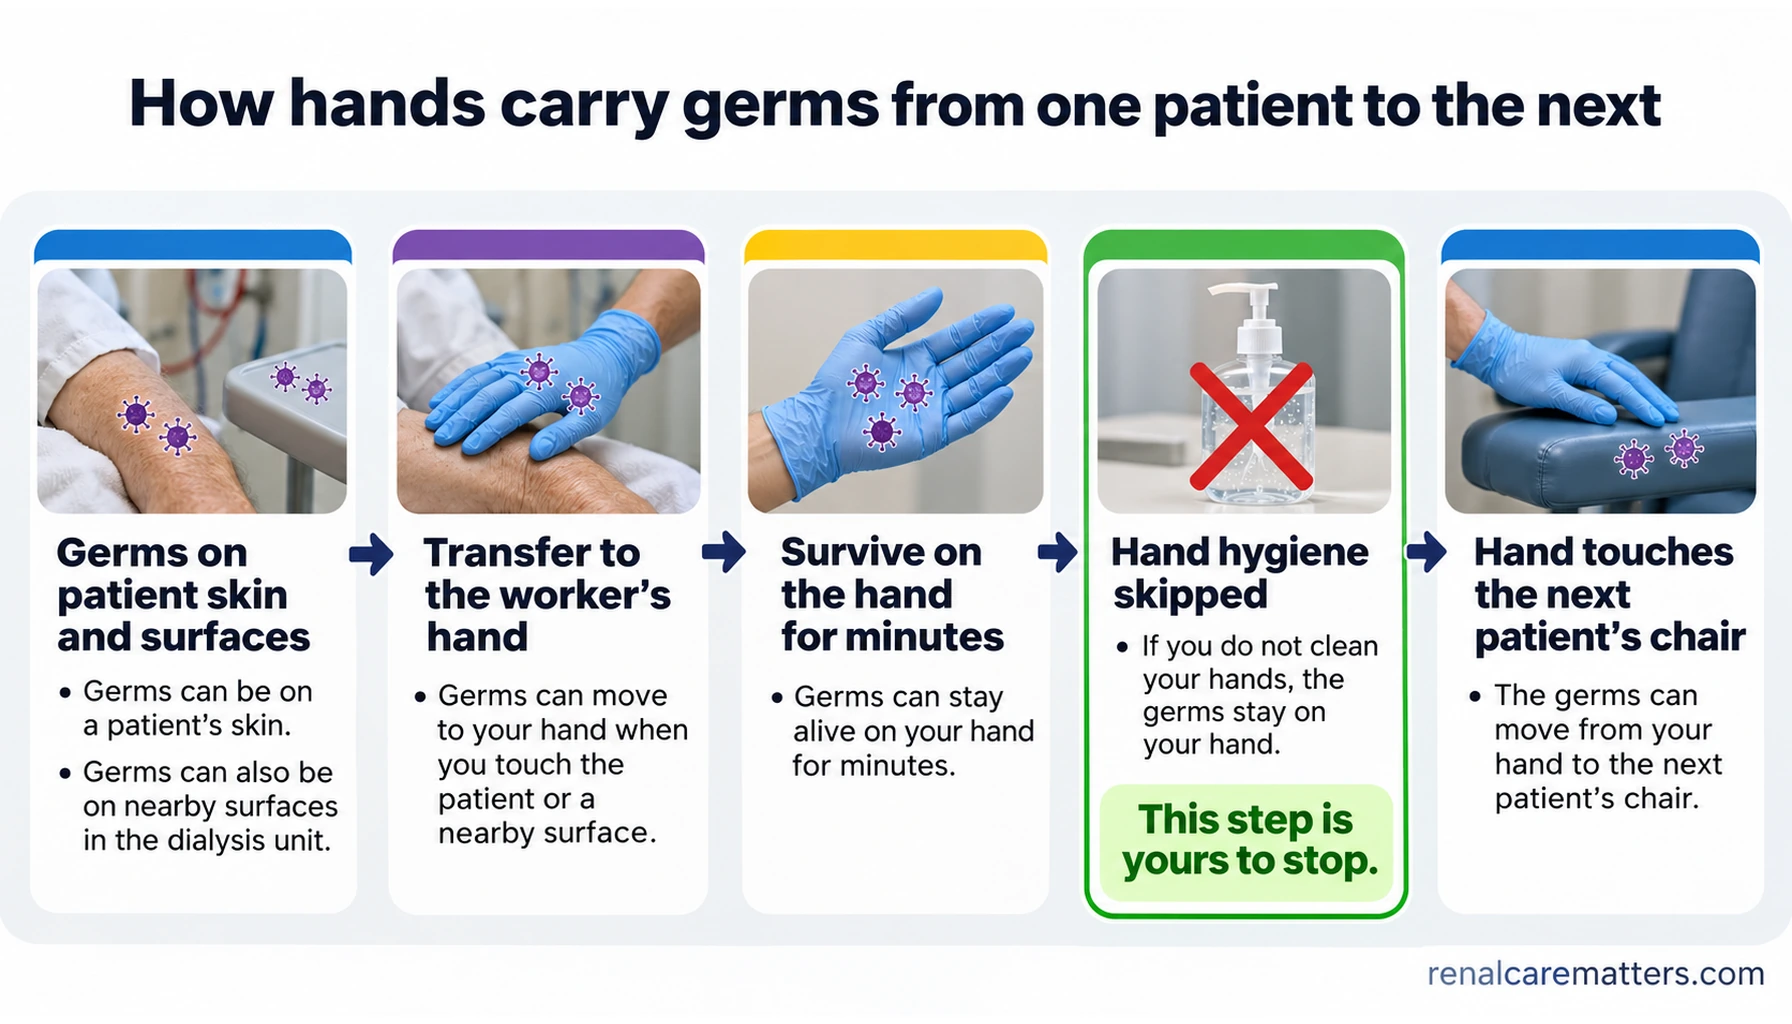 How hands carry germs from one patient to the next
Germs on
patient skin
and surfaces
• Germs can be on
a patient's skin.
• Germs can also be
on nearby surfaces
in the dialysis unit.
Transfer to
the worker's
hand
• Germs can move
to your hand when
you touch the
patient or a
nearby surface.
Survive on
the hand
for minutes
• Germs can stay
alive on your hand
for minutes.
Hand hygiene
skipped
• If you do not clean
your hands, the
germs stay on
your hand.
This step is
yours to stop.
Hand touches
the next
patient's chair
• The germs can
move from your
hand to the next
patient's chair.
renalcarematters.com